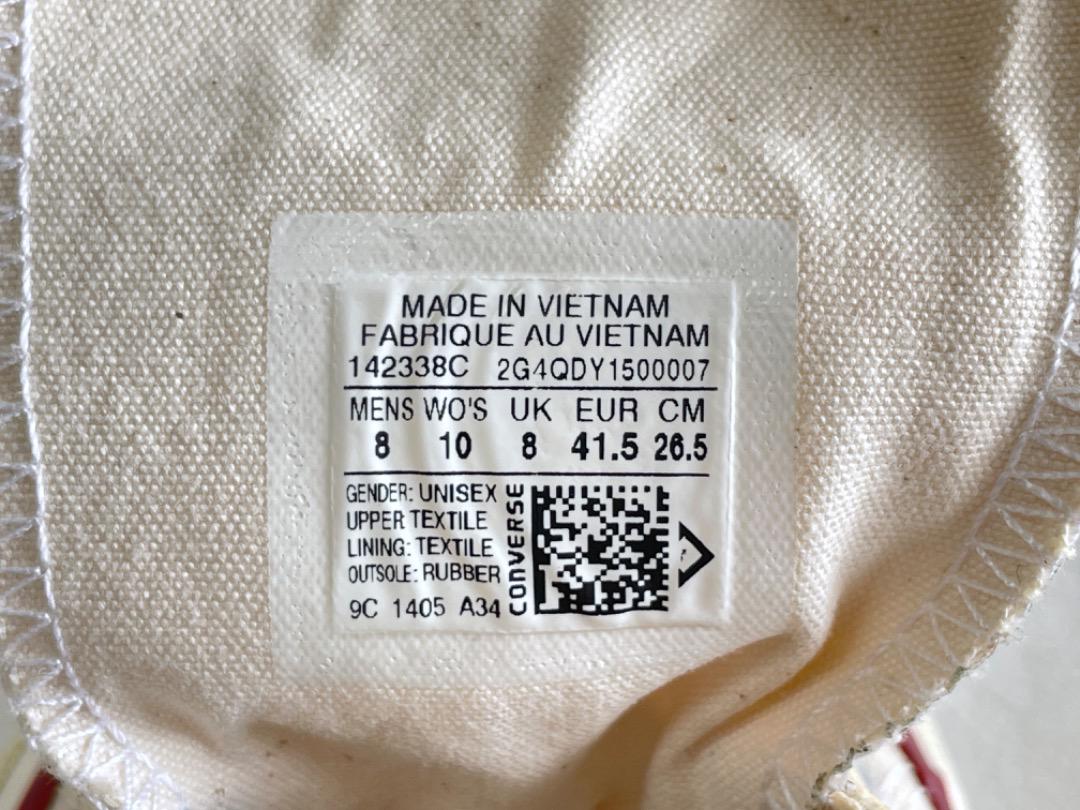 MADE IN VIETNAM
FABRIQUE AU VIETNAM
142338C 2G4QDY1500007
MENS WO'S UK EUR CM
8 10 8 41.5 26.5
GENDER: UNISEX
UPPER TEXTILE
LINING: TEXTILE
OUTSOLE: RUBBER
9C 1405 A34
CONVERSE